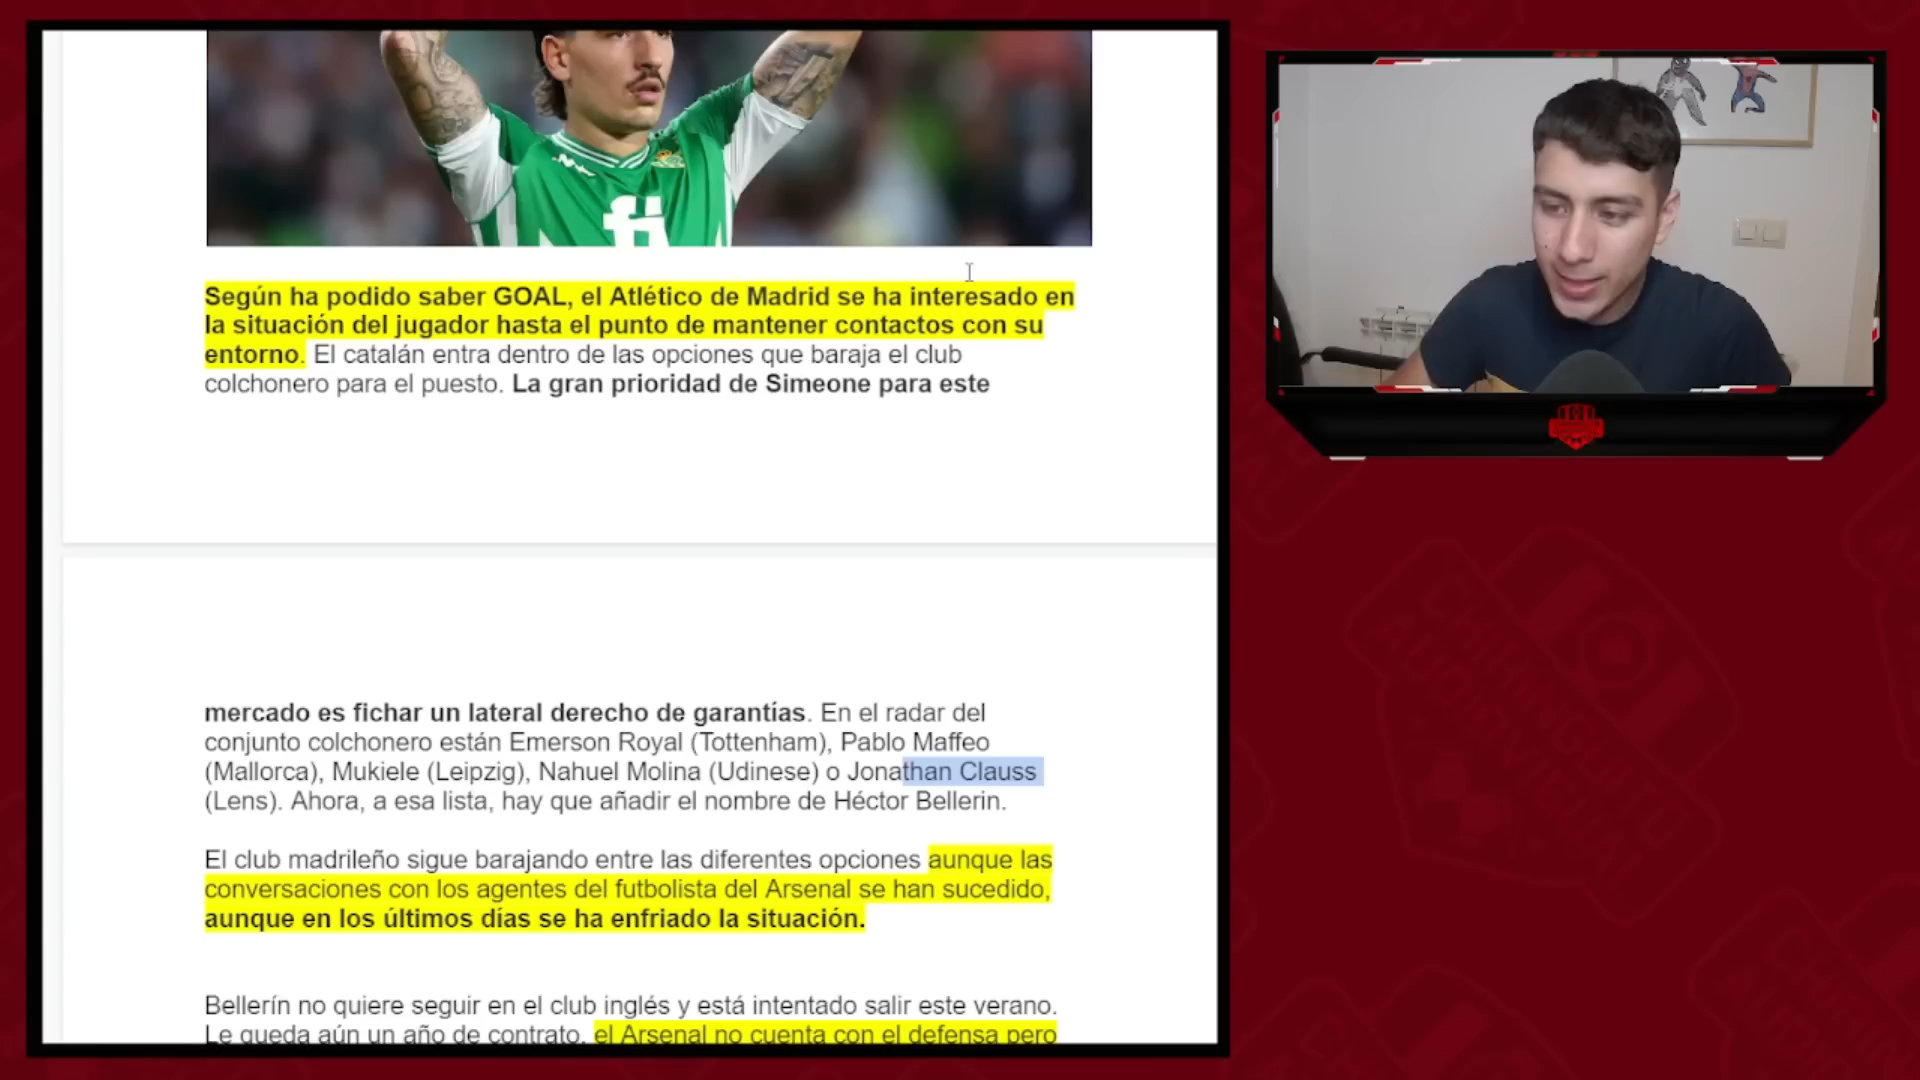 Según ha podido saber GOAL, el Atlético de Madrid se ha interesado en
la situación del jugador hasta el punto de mantener contactos con su
entorno. El catalán entra dentro de las opciones que baraja el club
colchonero para el puesto. La gran prioridad de Simeone para este
mercado es fichar un lateral derecho de garantías. En el radar del
conjunto colchonero están Emerson Royal (Tottenham), Pablo Maffeo
(Mallorca), Mukiele (Leipzig), Nahuel Molina (Udinese) o Jonathan Clauss
(Lens). Ahora, a esa lista, hay que añadir el nombre de Héctor Bellerin.
El club madrileño sigue barajando entre las diferentes opciones aunque las
conversaciones con los agentes del futbolista del Arsenal se han sucedido,
aunque en los últimos días se ha enfriado la situación.
Bellerín no quiere seguir en el club inglés y está intentado salir este verano.
Le queda aún un año de contrato, el Arsenal no cuenta con el defensa pero